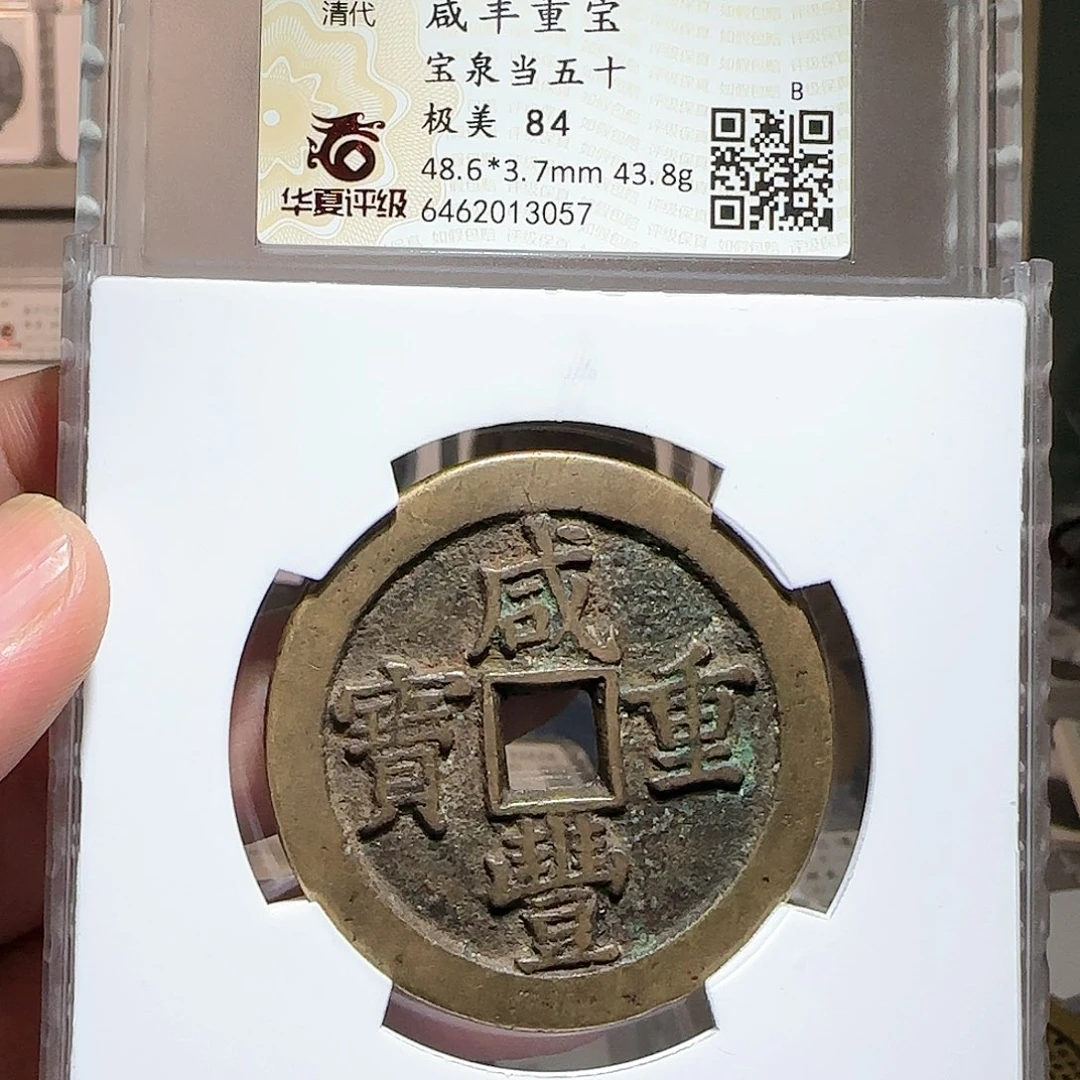 清代
咸丰重宝
宝泉当五十
极美 84
B
48.6*3.7mm 43.8g
华夏评级
6462013057
咸
寶 重
豐